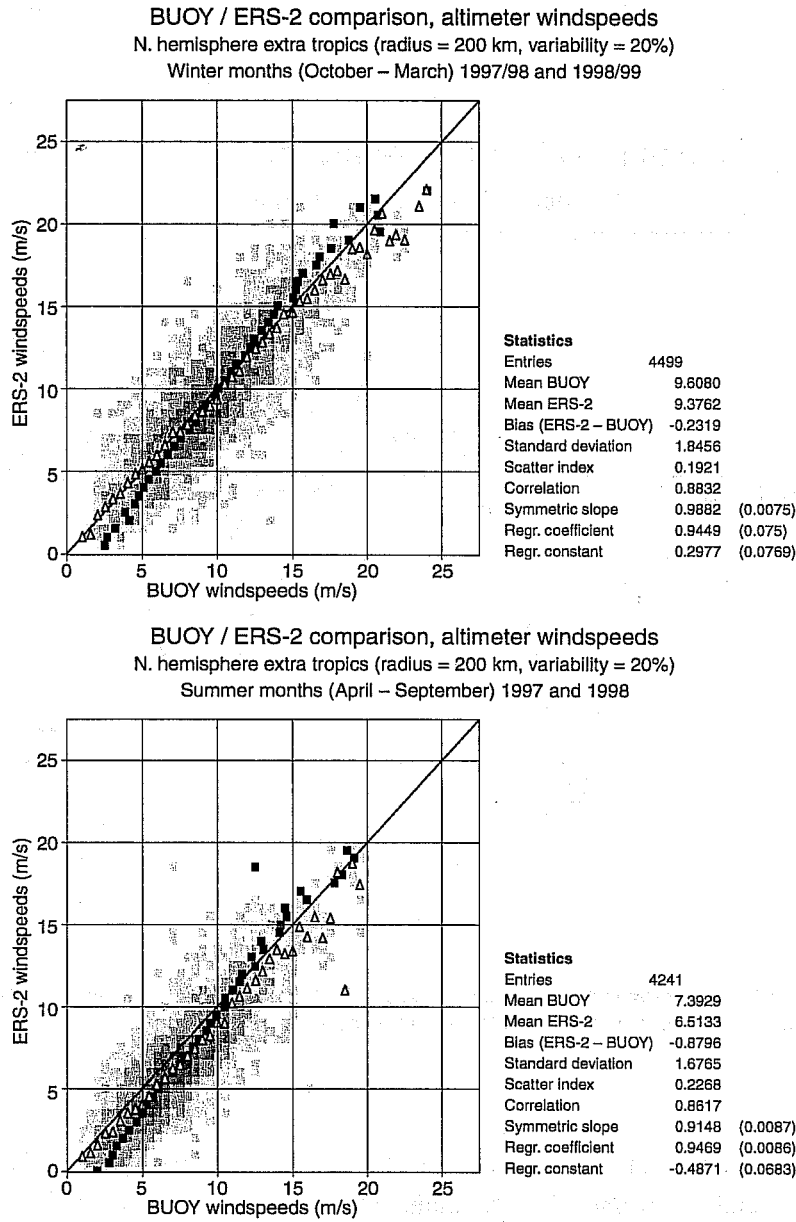 BUOY / ERS-2 comparison, altimeter windspeeds
N. hemisphere extra tropics (radius = 200 km, variability = 20%)
Winter months (October – March) 1997/98 and 1998/99
ERS-2 windspeeds (m/s)
25
20
15
10
5
0
0 5 10 15 20 25
BUOY windspeeds (m/s)
Statistics
Entries 4499
Mean BUOY 9.6080
Mean ERS-2 9.3762
Bias (ERS-2 – BUOY) -0.2319
Standard deviation 1.8456
Scatter index 0.1921
Correlation 0.8832
Symmetric slope 0.9882 (0.0075)
Regr. coefficient 0.9449 (0.075)
Regr. constant 0.2977 (0.0769)
BUOY / ERS-2 comparison, altimeter windspeeds
N. hemisphere extra tropics (radius = 200 km, variability = 20%)
Summer months (April – September) 1997 and 1998
ERS-2 windspeeds (m/s)
25
20
15
10
5
0
0 5 10 15 20 25
BUOY windspeeds (m/s)
Statistics
Entries 4241
Mean BUOY 7.3929
Mean ERS-2 6.5133
Bias (ERS-2 – BUOY) -0.8796
Standard deviation 1.6765
Scatter index 0.2268
Correlation 0.8617
Symmetric slope 0.9148 (0.0087)
Regr. coefficient 0.9469 (0.0086)
Regr. constant -0.4871 (0.0683)